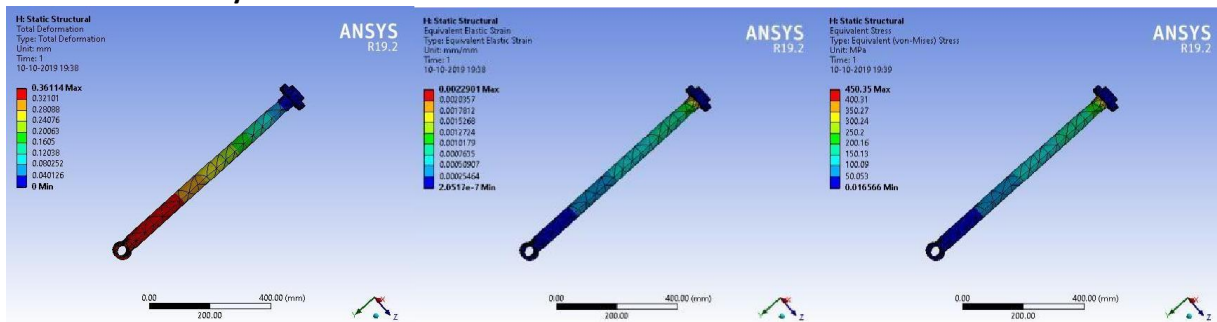 H: Static Structural
Total Deformation
Type: Total Deformation
Unit: mm
Time: 1
10-10-2019 19:38
0.36114 Max
0.32101
0.28088
0.24076
0.20063
0.1605
0.12038
0.080252
0.040126
0 Min
ANSYS
R19.2
0.00
400.00 (mm)
200.00
X
Y
Z
H: Static Structural
Equivalent Elastic Strain
Type: Equivalent Elastic Strain
Unit: mm/mm
Time: 1
10-10-2019 19:38
0.0022901 Max
0.0020357
0.0017812
0.0015268
0.0012724
0.0010179
0.0007635
0.00050907
0.00025464
2.0517e-7 Min
ANSYS
R19.2
0.00
400.00 (mm)
200.00
X
Y
Z
H: Static Structural
Equivalent Stress
Type: Equivalent (von-Mises) Stress
Unit: MPa
Time: 1
10-10-2019 19:39
450.35 Max
400.31
350.27
300.24
250.2
200.16
150.13
100.09
50.053
0.016566 Min
ANSYS
R19.2
0.00
400.00 (mm)
200.00
X
Y
Z